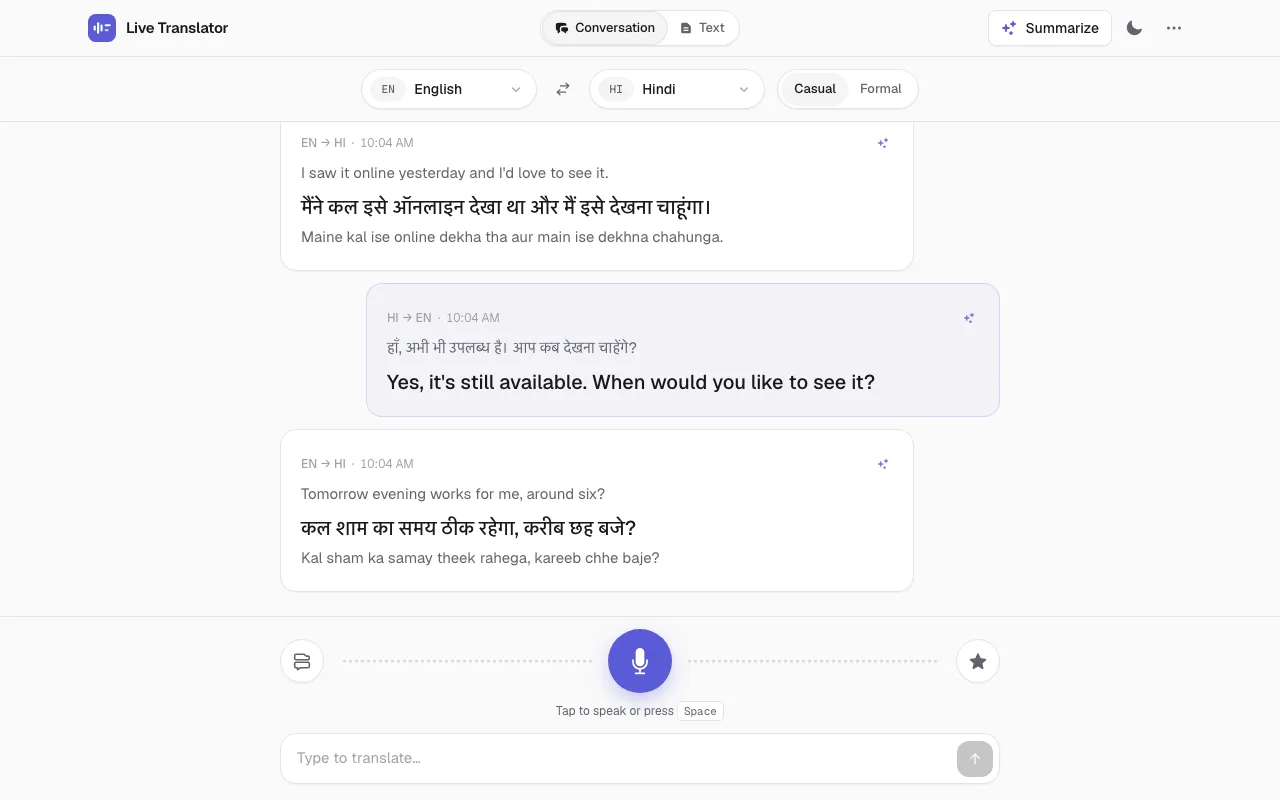 Live Translator
Conversation
Text
Summarize
EN English
HI Hindi
Casual
Formal
EN → HI · 10:04 AM
I saw it online yesterday and I'd love to see it.
मैंने कल इसे ऑनलाइन देखा था और मैं इसे देखना चाहूंगा।
Maine kal ise online dekha tha aur main ise dekhna chahunga.
HI → EN · 10:04 AM
हाँ, अभी भी उपलब्ध है। आप कब देखना चाहेंगे?
Yes, it's still available. When would you like to see it?
EN → HI · 10:04 AM
Tomorrow evening works for me, around six?
कल शाम का समय ठीक रहेगा, करीब छह बजे?
Kal sham ka samay theek rahega, kareeb chhe baje?
Tap to speak or press Space
Type to translate...